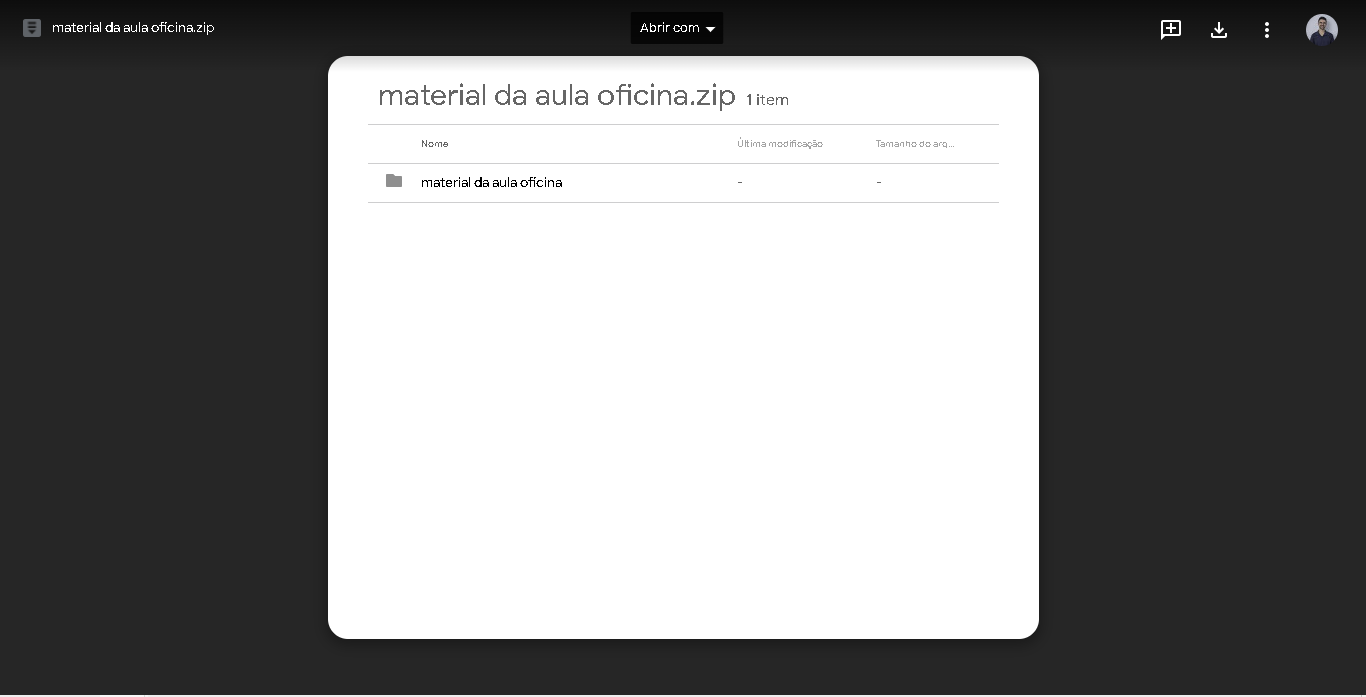 material da aula oficina.zip
Abrir com
material da aula oficina.zip 1 item
Nome Última modificação Tamanho do arq...
material da aula oficina - -